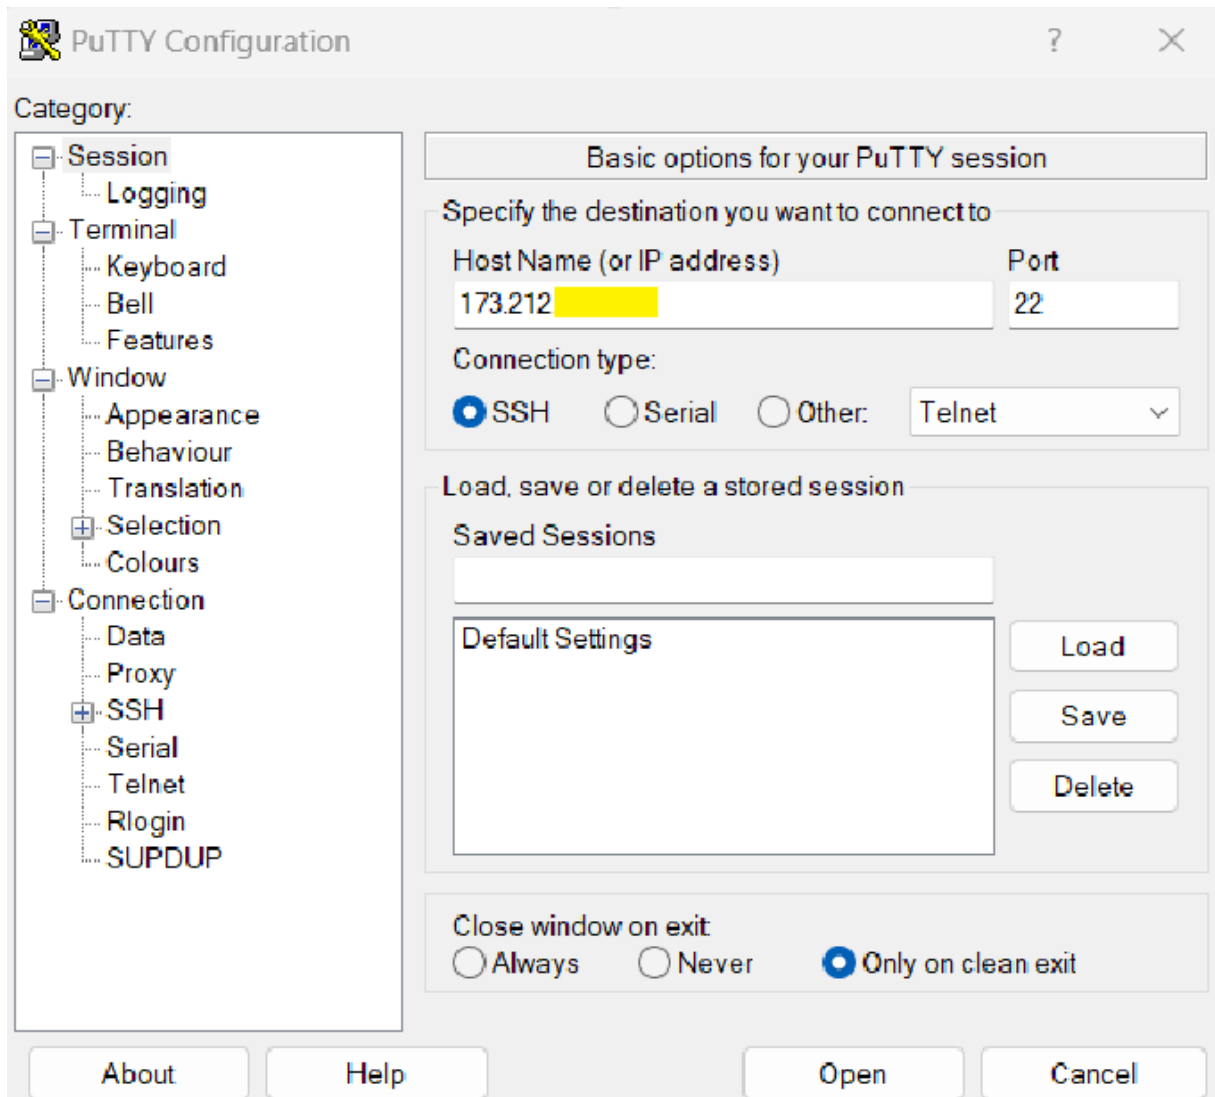 PuTTY Configuration
?
Category:
Session
Logging
Terminal
Keyboard
Bell
Features
Window
Appearance
Behaviour
Translation
Selection
Colours
Connection
Data
Proxy
SSH
Serial
Telnet
Rlogin
SUPDUP
Basic options for your PuTTY session
Specify the destination you want to connect to
Host Name (or IP address) Port
173.212 22
Connection type:
SSH Serial Other: Telnet
Load, save or delete a stored session
Saved Sessions
Default Settings
Load
Save
Delete
Close window on exit:
Always Never Only on clean exit
About Help Open Cancel